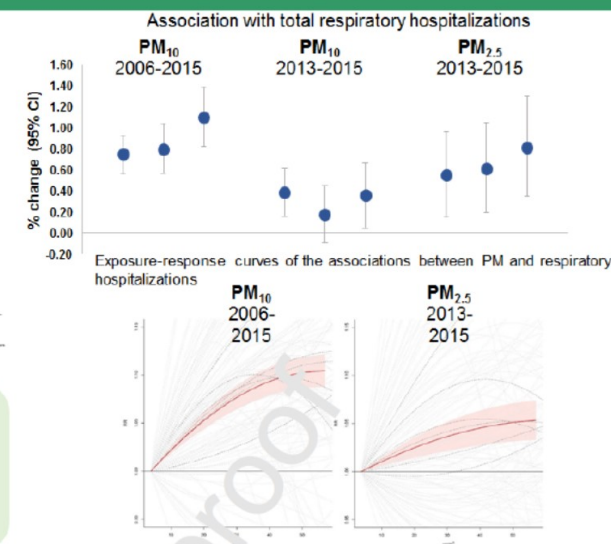 Association with total respiratory hospitalizations
PM10 PM10 PM2.5
2006-2015 2013-2015 2013-2015
% change (95% CI)
1.60
1.40
1.20
1.00
0.80
0.60
0.40
0.20
0.00
-0.20
Exposure-response curves of the associations between PM and respiratory
hospitalizations
PM10 PM2.5
2006- 2013-
2015 2015
proof